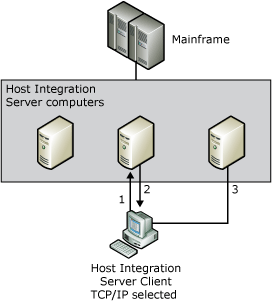 Mainframe
Host Integration
Server computers
1
2
3
Host Integration
Server Client
TCP/IP selected